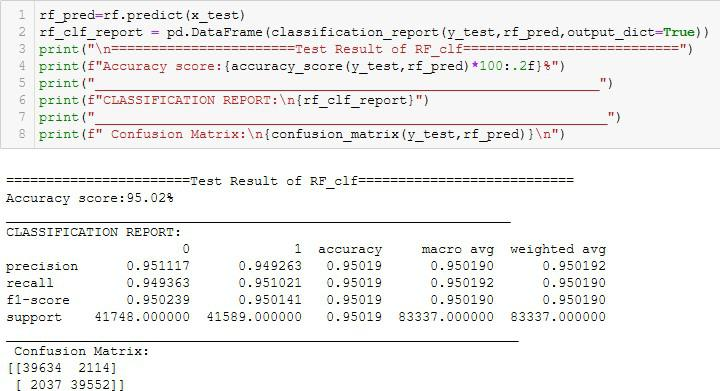 1 rf_pred=rf.predict(x_test)
2 rf_clf_report = pd.DataFrame(classification_report(y_test,rf_pred,output_dict=True))
3 print("\n=======================Test Result of RF_clf===========================")
4 print(f"Accuracy score:{accuracy_score(y_test,rf_pred)*100:.2f}%")
5 print("_______________________________________________________________")
6 print(f"CLASSIFICATION REPORT:\n{rf_clf_report}")
7 print("________________________________________________________________")
8 print(f" Confusion Matrix:\n{confusion_matrix(y_test,rf_pred)}\n")
=======================Test Result of RF_clf===========================
Accuracy score:95.02%
_______________________________________________________________
CLASSIFICATION REPORT:
0 1 accuracy macro avg weighted avg
precision 0.951117 0.949263 0.95019 0.950190 0.950192
recall 0.949363 0.951021 0.95019 0.950192 0.950190
f1-score 0.950239 0.950141 0.95019 0.950190 0.950190
support 41748.000000 41589.000000 0.95019 83337.000000 83337.000000
________________________________________________________________
Confusion Matrix:
[[39634 2114]
[ 2037 39552]]